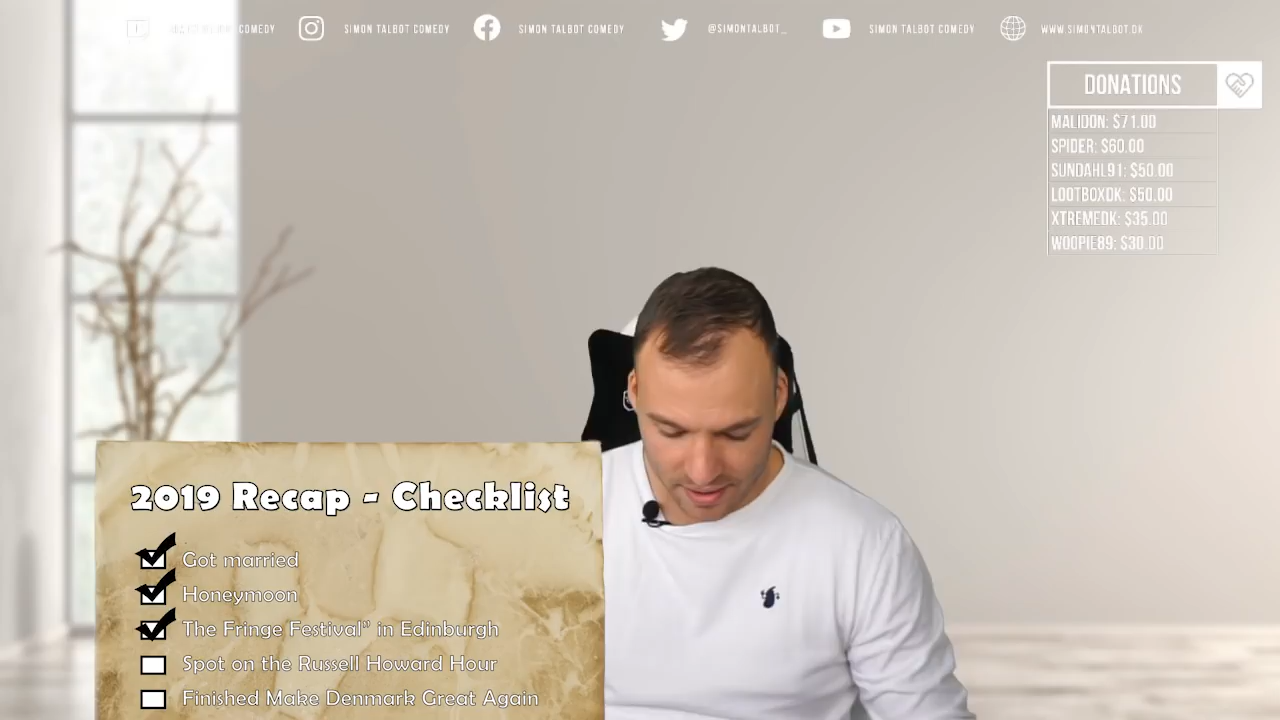 COMEDY SIMON TALBOT COMEDY SIMON TALBOT COMEDY @SIMONTALBOT_ SIMON TALBOT COMEDY WWW.SIMONTALBOT.DK
DONATIONS
MALIDON: $71.00
SPIDER: $60.00
SUNDAHL91: $50.00
LOOTBOXDK: $50.00
XTREMEDK: $35.00
WOOPIE89: $30.00
2019 Recap - Checklist
Got married
Honeymoon
The Fringe Festival" in Edinburgh
Spot on the Russell Howard Hour
Finished Make Denmark Great Again